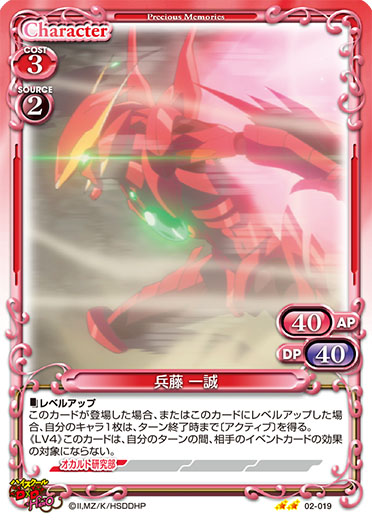 Precious Memories
Character
COST
3
SOURCE
2
40 AP
DP 40
兵藤 一誠
レベルアップ
このカードが登場した場合、またはこのカードにレベルアップした場
合、自分のキャラ1枚は、ターン終了時まで〔アクティブ〕を得る。
《LV4》このカードは、自分のターンの間、相手のイベントカードの効果
の対象にならない。
オカルト研究部
ハイスクール
©II,MZ/K/HSDDHP
02-019